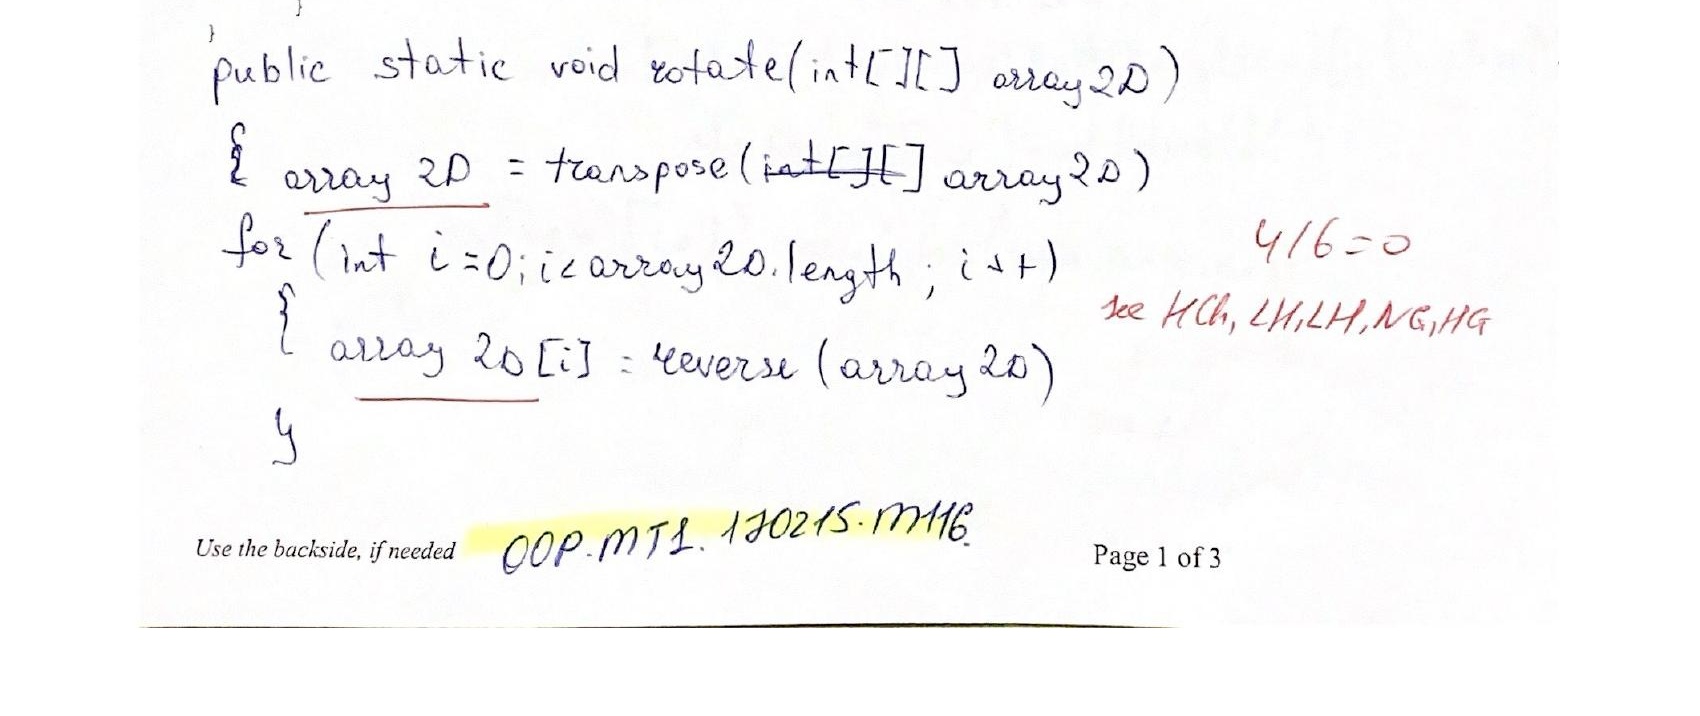 }
}
public static void rotate(int[][] array2D)
{ array 2D = transpose(int[][] array2D)
for (int i=0; i<array2D.length; i++)
4/6=0
{
see HCh, LH, LH, NG, HG
array 2D[i] = reverse (array2D)
}
Use the backside, if needed OOP.MT1.170215.M116. Page 1 of 3